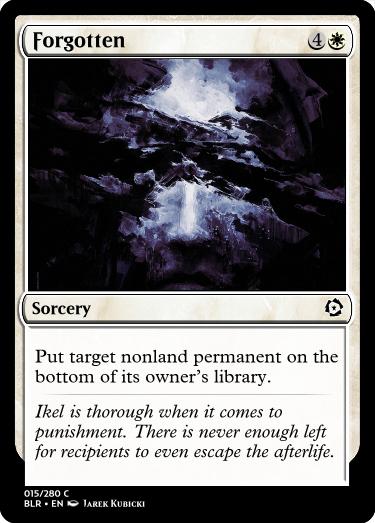 Forgotten 4
Sorcery
Put target nonland permanent on the
bottom of its owner's library.
Ikel is thorough when it comes to
punishment. There is never enough left
for recipients to even escape the afterlife.
015/280 C
BLR • EN Jarek Kubicki